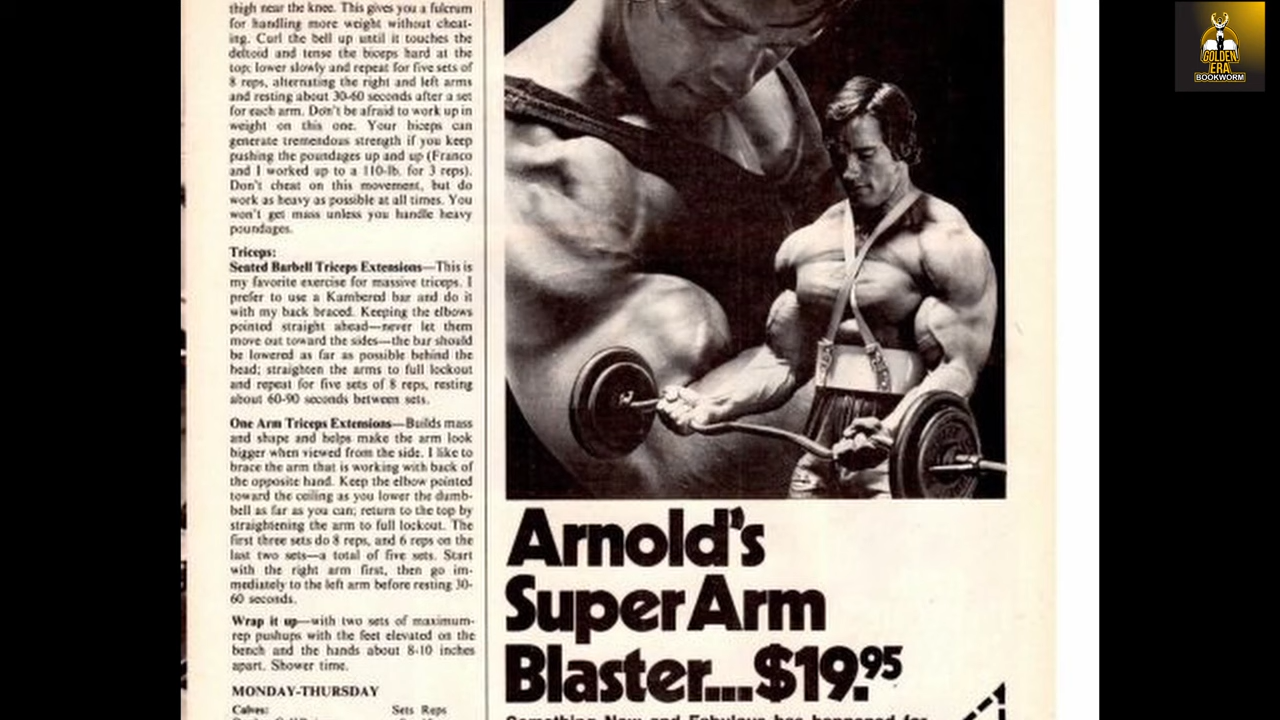 thigh near the knee. This gives you a fulcrum
for handling more weight without cheat-
ing. Curl the bell up until it touches the
deltoid and tense the biceps hard at the
top; lower slowly and repeat for five sets of
8 reps, alternating the right and left arms
and resting about 30-60 seconds after a set
for each arm. Don't be afraid to work up in
weight on this one. Your biceps can
generate tremendous strength if you keep
pushing the poundages up and up (Franco
and I worked up to a 110-lb. for 3 reps).
Don't cheat on this movement, but do
work as heavy as possible at all times. You
won't get mass unless you handle heavy
poundages.
Triceps:
Seated Barbell Triceps Extensions—This is
my favorite exercise for massive triceps. I
prefer to use a Kambered bar and do it
with my back braced. Keeping the elbows
pointed straight ahead—never let them
move out toward the sides—the bar should
be lowered as far as possible behind the
head; straighten the arms to full lockout
and repeat for five sets of 8 reps, resting
about 60-90 seconds between sets.
One Arm Triceps Extensions—Builds mass
and shape and helps make the arm look
bigger when viewed from the side. I like to
brace the arm that is working with back of
the opposite hand. Keep the elbow pointed
toward the ceiling as you lower the dumb-
bell as far as you can; return to the top by
straightening the arm to full lockout. The
first three sets do 8 reps, and 6 reps on the
last two sets—a total of five sets. Start
with the right arm first, then go im-
mediately to the left arm before resting 30-
60 seconds.
Wrap it up—with two sets of maximum-
rep pushups with the feet elevated on the
bench and the hands about 8-10 inches
apart. Shower time.
MONDAY-THURSDAY
Calves: Sets Reps
Arnold's
Super Arm
Blaster...$19.95
Something New and Fabulous has happened for
GOLDEN
ERA
BOOKWORM